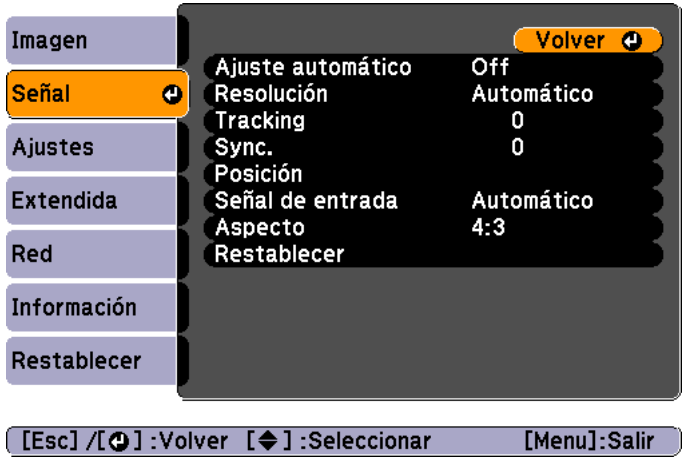 Imagen
Señal
Ajustes
Extendida
Red
Información
Restablecer
Volver
Ajuste automático Off
Resolución Automático
Tracking 0
Sync. 0
Posición
Señal de entrada Automático
Aspecto 4:3
Restablecer
[Esc] /[⏎] :Volver [◆] :Seleccionar [Menu]:Salir